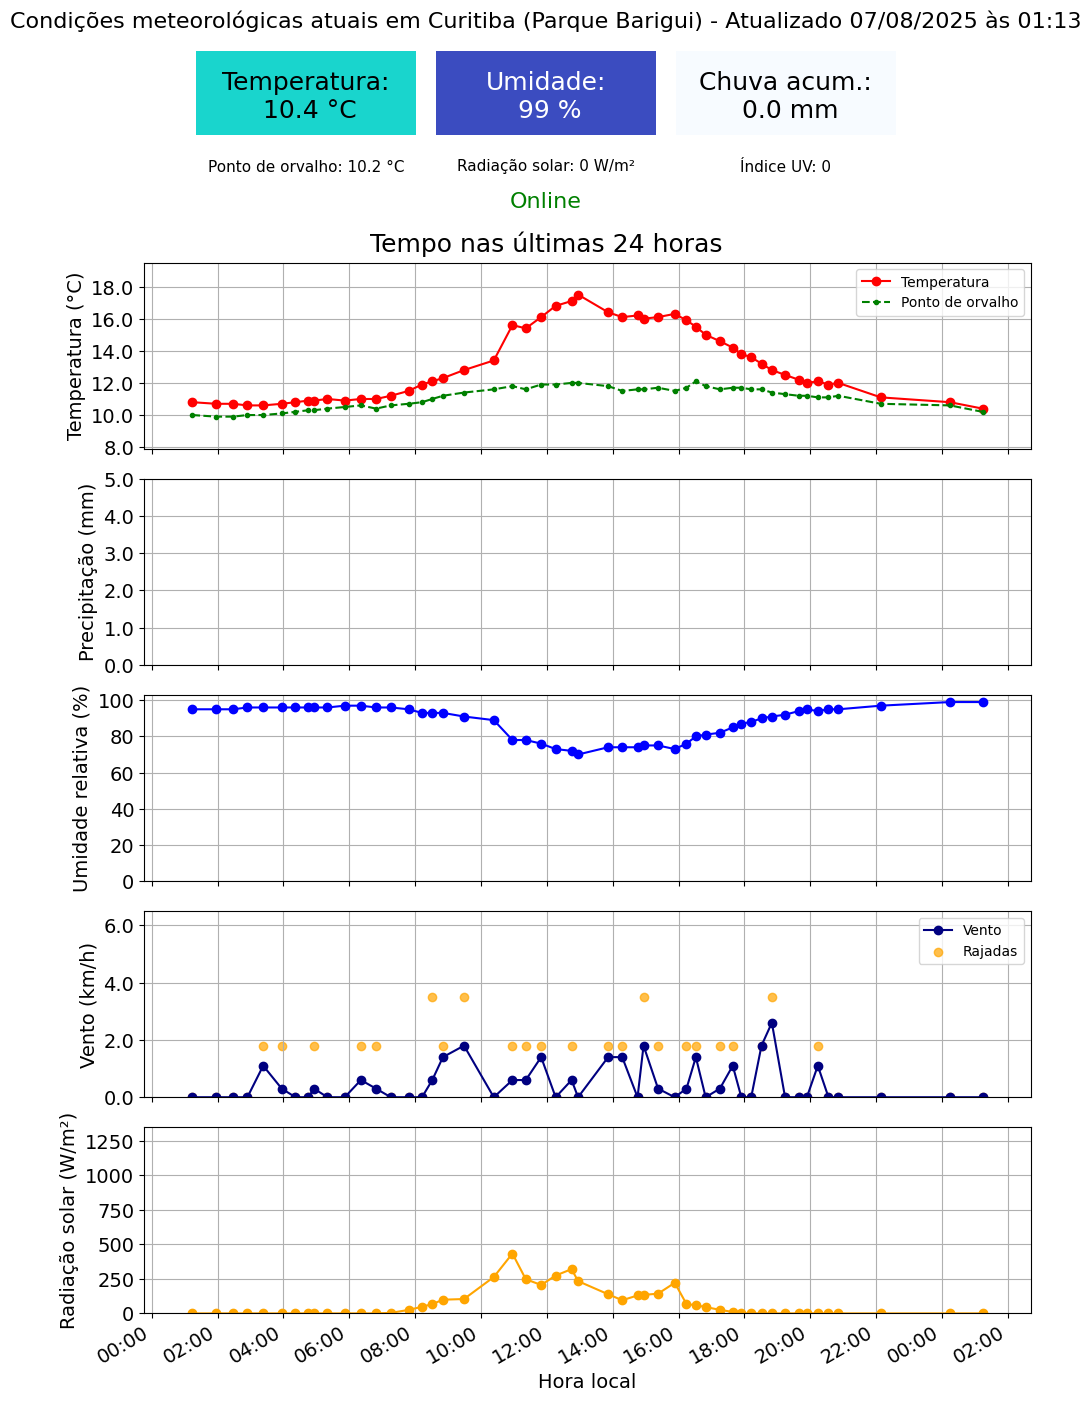 Condições meteorológicas atuais em Curitiba (Parque Barigui) - Atualizado 07/08/2025 às 01:13
Temperatura:
10.4 °C
Umidade:
99 %
Chuva acum.:
0.0 mm
Ponto de orvalho: 10.2 °C
Radiação solar: 0 W/m²
Índice UV: 0
Online
Tempo nas últimas 24 horas
Temperatura (°C)
18.0
16.0
14.0
12.0
10.0
8.0
Temperatura
Ponto de orvalho
Precipitação (mm)
5.0
4.0
3.0
2.0
1.0
0.0
Umidade relativa (%)
100
80
60
40
20
0
Vento (km/h)
6.0
4.0
2.0
0.0
Vento
Rajadas
Radiação solar (W/m²)
1250
1000
750
500
250
0
00:00 02:00 04:00 06:00 08:00 10:00 12:00 14:00 16:00 18:00 20:00 22:00 00:00 02:00
Hora local